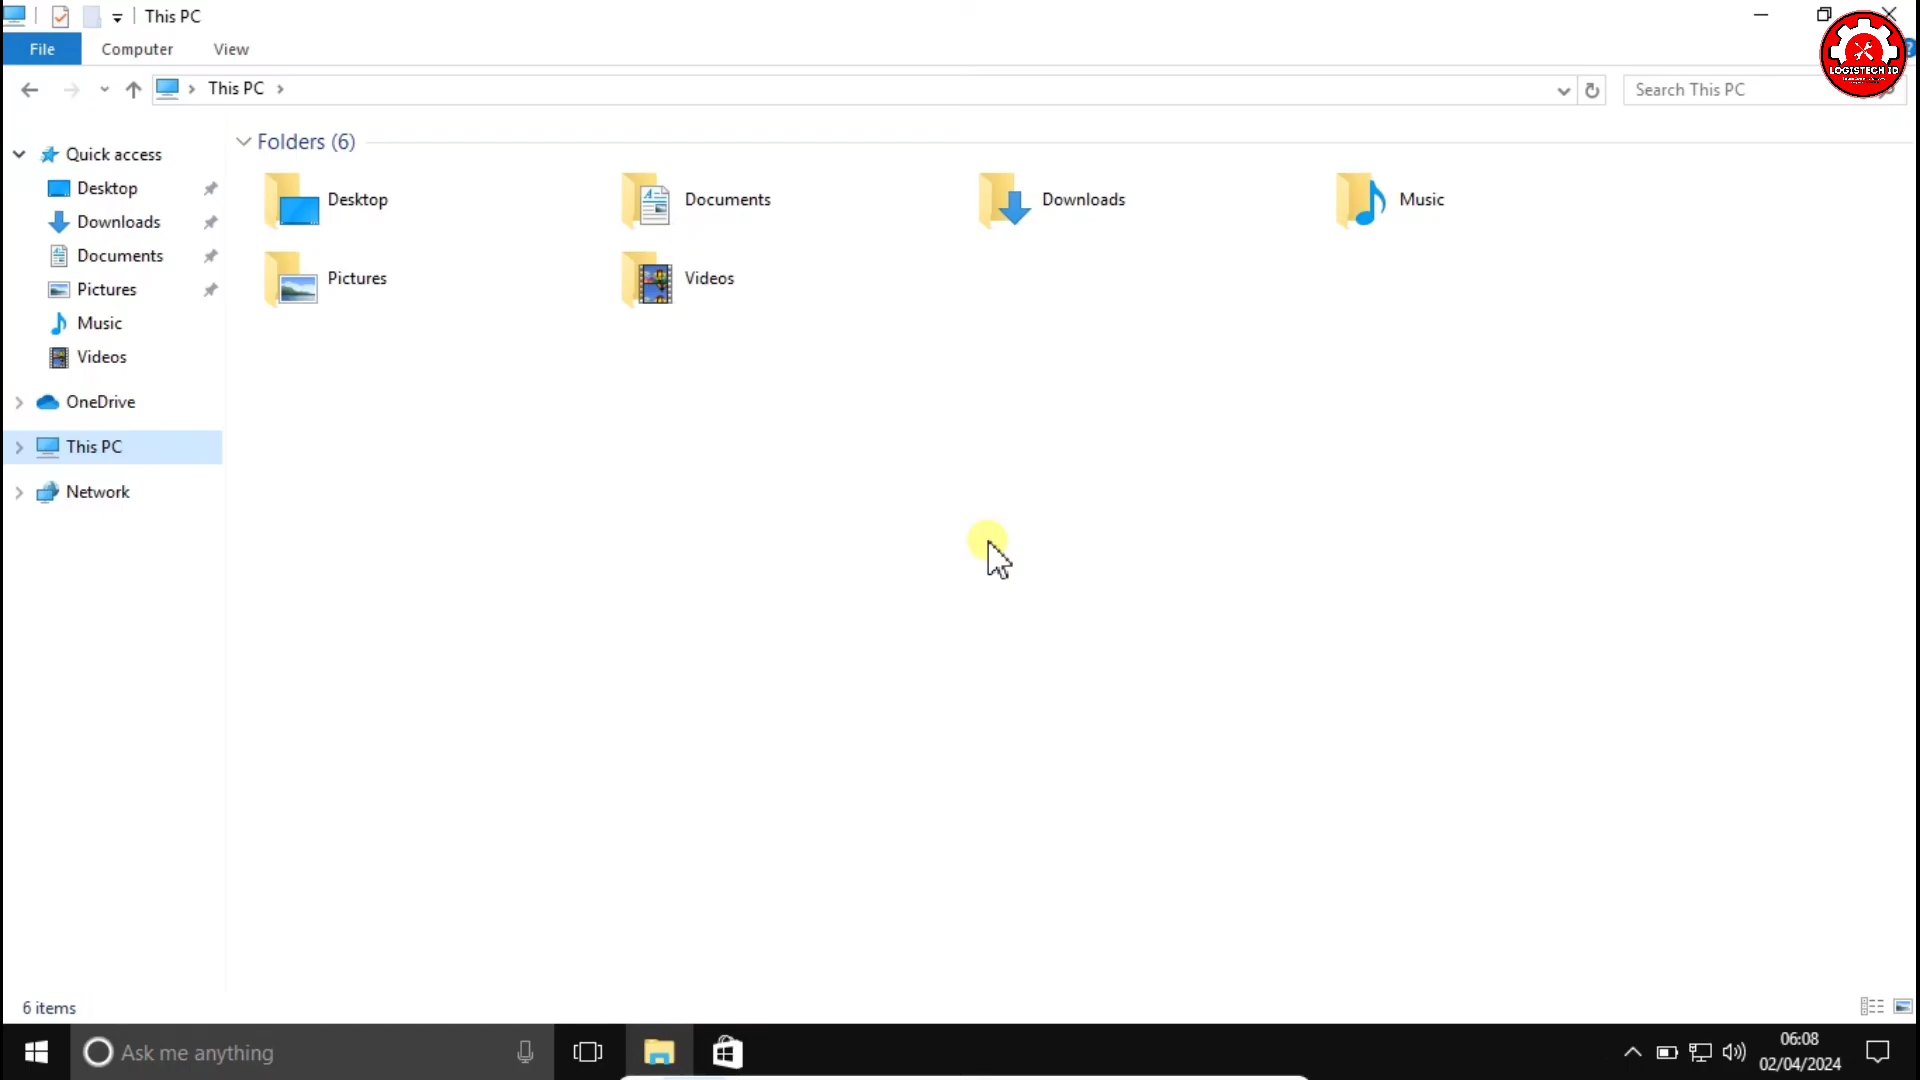 This PC
File Computer View
This PC
Search This PC
LOGISTECH IO
Folders (6)
Quick access
Desktop
Downloads
Documents
Pictures
Music
Videos
OneDrive
This PC
Network
Desktop
Documents
Downloads
Music
Pictures
Videos
6 items
Ask me anything
06:08
02/04/2024